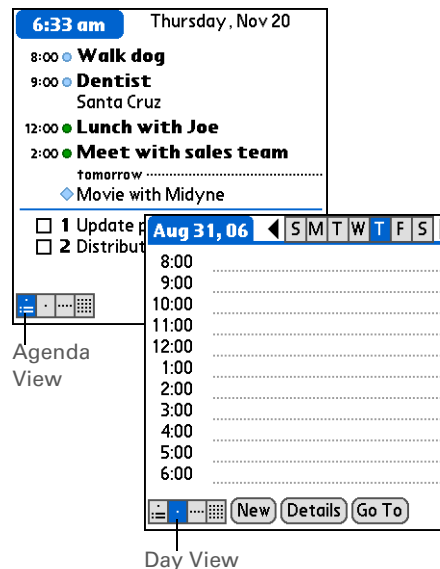 6:33 am Thursday, Nov 20
8:00 Walk dog
9:00 Dentist
Santa Cruz
12:00 Lunch with Joe
2:00 Meet with sales team
tomorrow
Movie with Midyne
1 Update
2 Distribut
Agenda
View
Aug 31, 06 S M T W T F S
8:00
9:00
10:00
11:00
12:00
1:00
2:00
3:00
4:00
5:00
6:00
New Details Go To
Day View